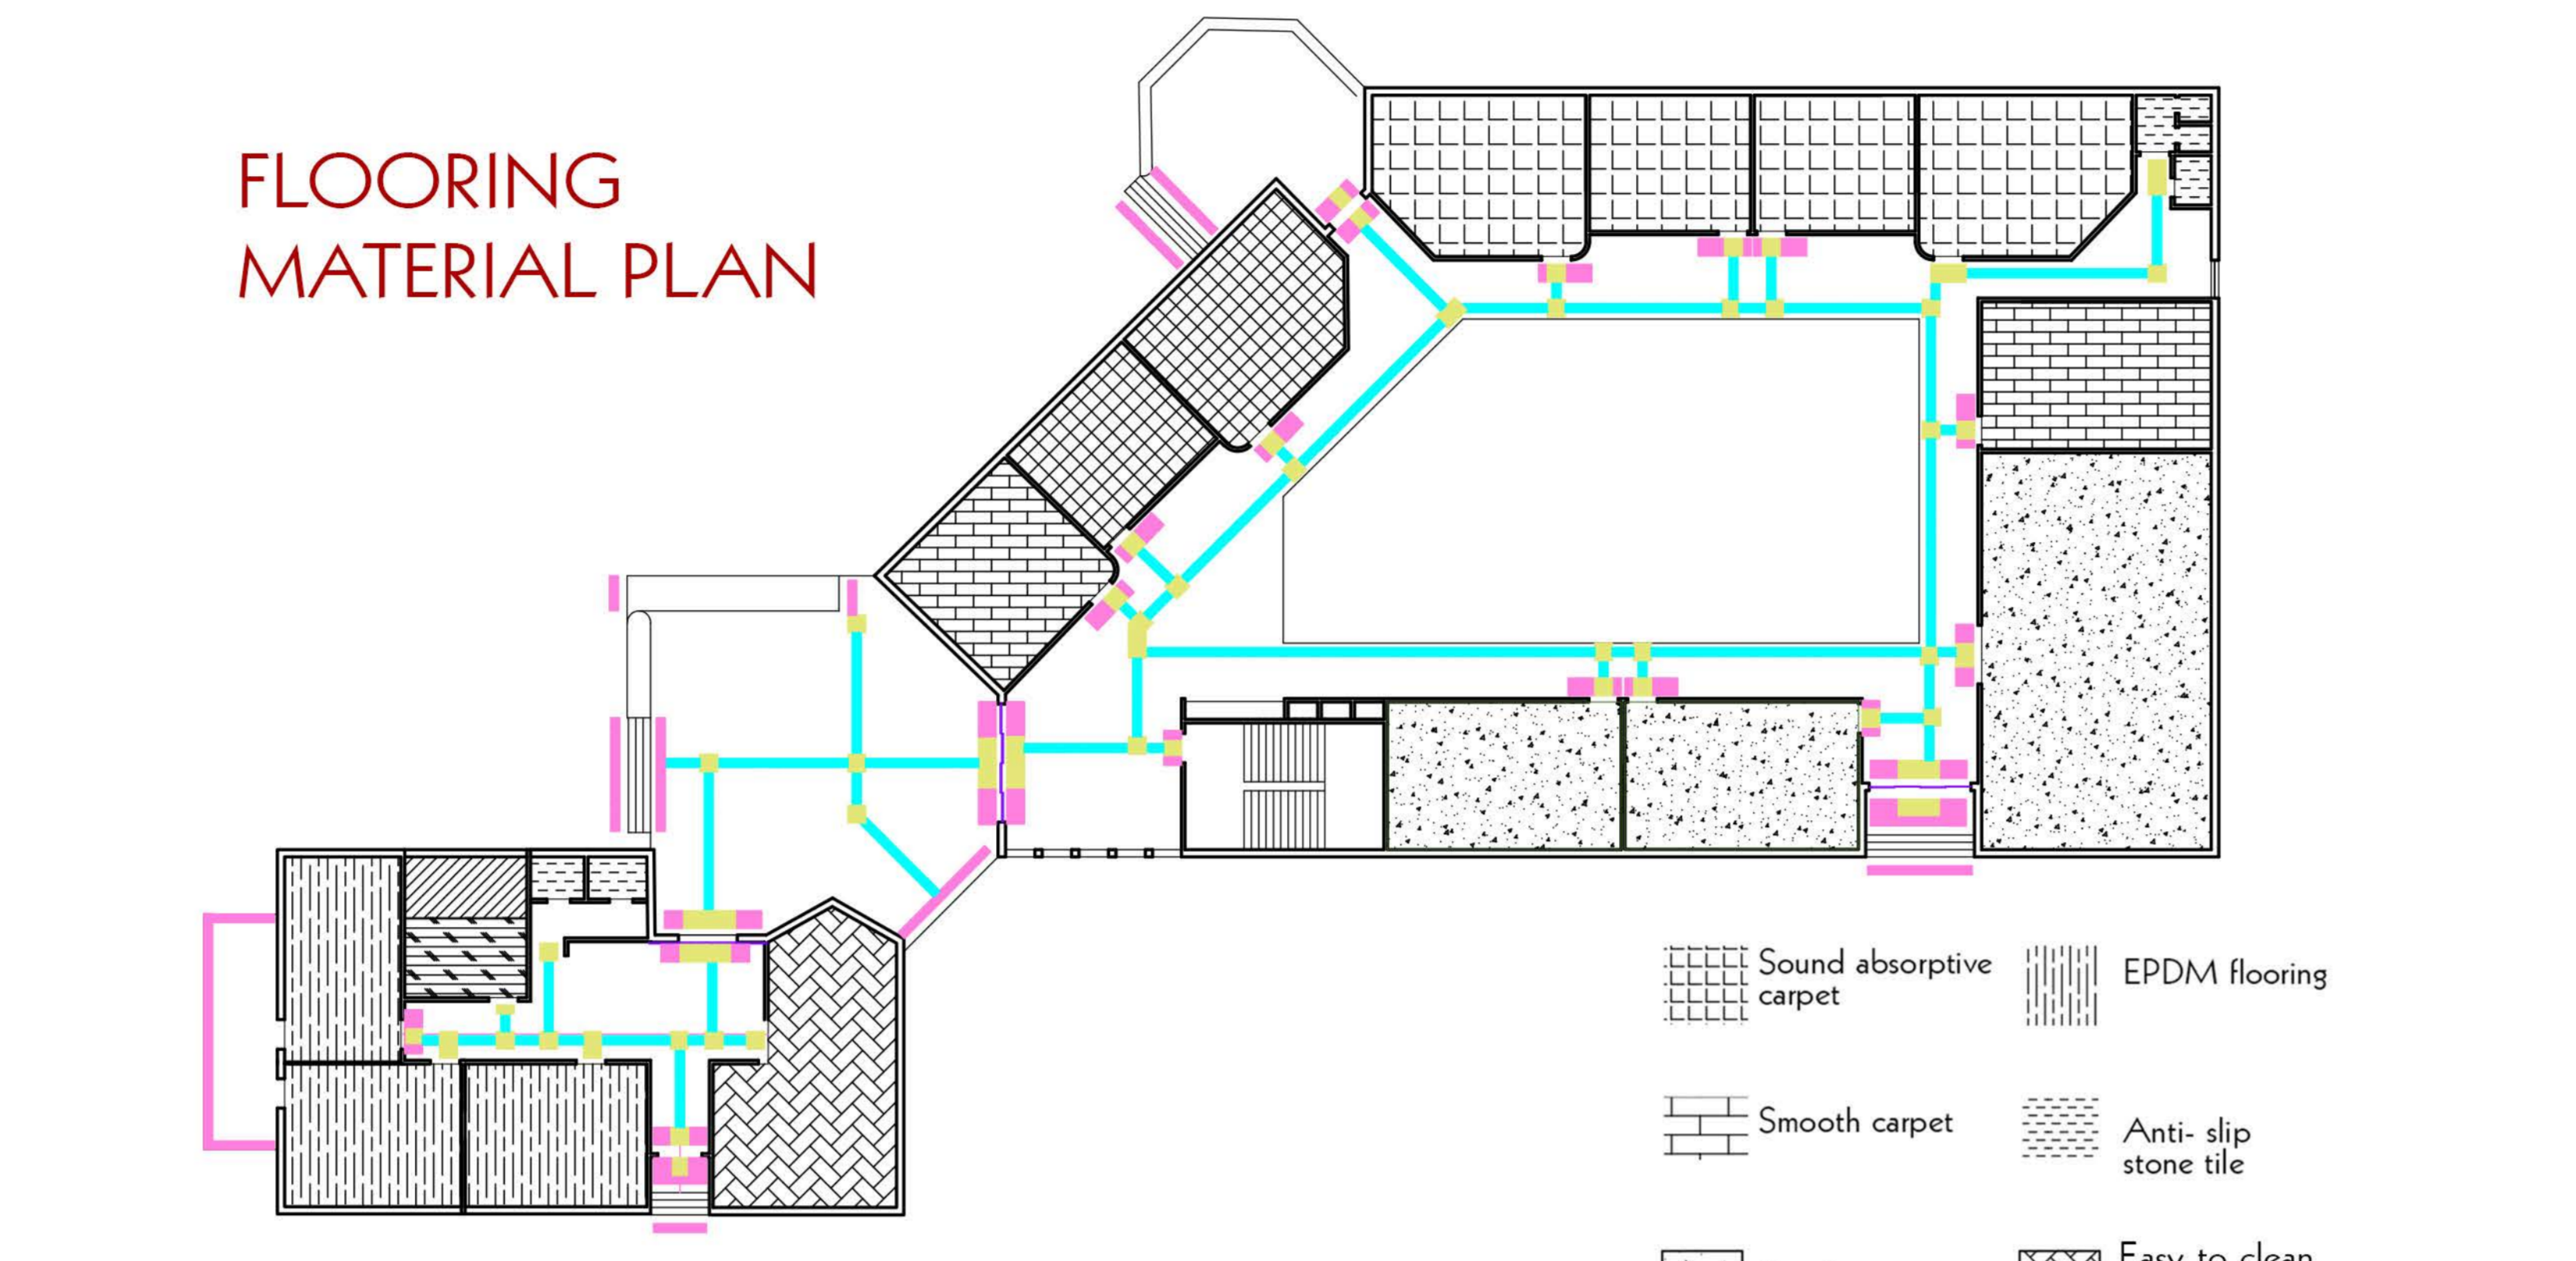 FLOORING
MATERIAL PLAN
Sound absorptive
carpet
EPDM flooring
Smooth carpet
Anti- slip
stone tile
Easy to clean